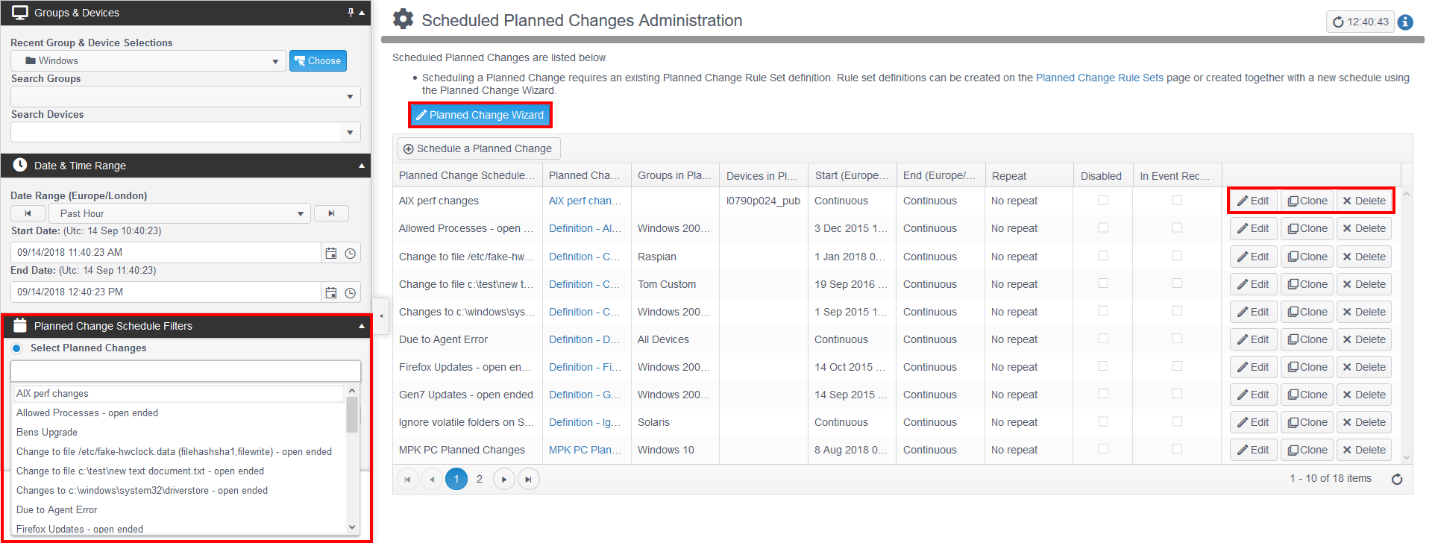 Groups & Devices
Recent Group & Device Selections
Windows
Choose
Search Groups
Search Devices
Date & Time Range
Date Range (Europe/London)
Past Hour
Start Date: (Utc: 14 Sep 10:40:23)
09/14/2018 11:40:23 AM
End Date: (Utc: 14 Sep 11:40:23)
09/14/2018 12:40:23 PM
Planned Change Schedule Filters
Select Planned Changes
AIX perf changes
Allowed Processes - open ended
Bens Upgrade
Change to file /etc/fake-hwclock.data (filehashsha1,filewrite) - open ended
Change to file c:\test\new text document.txt - open ended
Changes to c:\windows\system32\driverstore - open ended
Due to Agent Error
Firefox Updates - open ended
Scheduled Planned Changes Administration
12:40:43
Scheduled Planned Changes are listed below.
• Scheduling a Planned Change requires an existing Planned Change Rule Set definition. Rule set definitions can be created on the Planned Change Rule Sets page or created together with a new schedule using
the Planned Change Wizard.
Planned Change Wizard
Schedule a Planned Change
Planned Change Schedule... Planned Cha... Groups in Pla... Devices in Pl... Start (Europe... End (Europe/... Repeat Disabled In Event Rec...
AIX perf changes AIX perf chan... l0790p024_pub Continuous Continuous No repeat Edit Clone Delete
Allowed Processes - open ... Definition - Al... Windows 200... 3 Dec 2015 1... Continuous No repeat Edit Clone Delete
Change to file /etc/fake-hw... Definition - C... Raspian 1 Jan 2018 0... Continuous No repeat Edit Clone Delete
Change to file c:\test\new t... Definition - C... Tom Custom 19 Sep 2016 ... Continuous No repeat Edit Clone Delete
Changes to c:\windows\sys... Definition - C... Windows 200... 1 Sep 2015 1... Continuous No repeat Edit Clone Delete
Due to Agent Error Definition - D... All Devices Continuous Continuous No repeat Edit Clone Delete
Firefox Updates - open en... Definition - Fi... Windows 200... 14 Oct 2015 ... Continuous No repeat Edit Clone Delete
Gen7 Updates - open ended Definition - G... Windows 200... 14 Sep 2015 ... Continuous No repeat Edit Clone Delete
Ignore volatile folders on S... Definition - Ig... Solaris Continuous Continuous No repeat Edit Clone Delete
MPK PC Planned Changes MPK PC Plan... Windows 10 8 Aug 2018 0... Continuous No repeat Edit Clone Delete
1 2 1 - 10 of 18 items